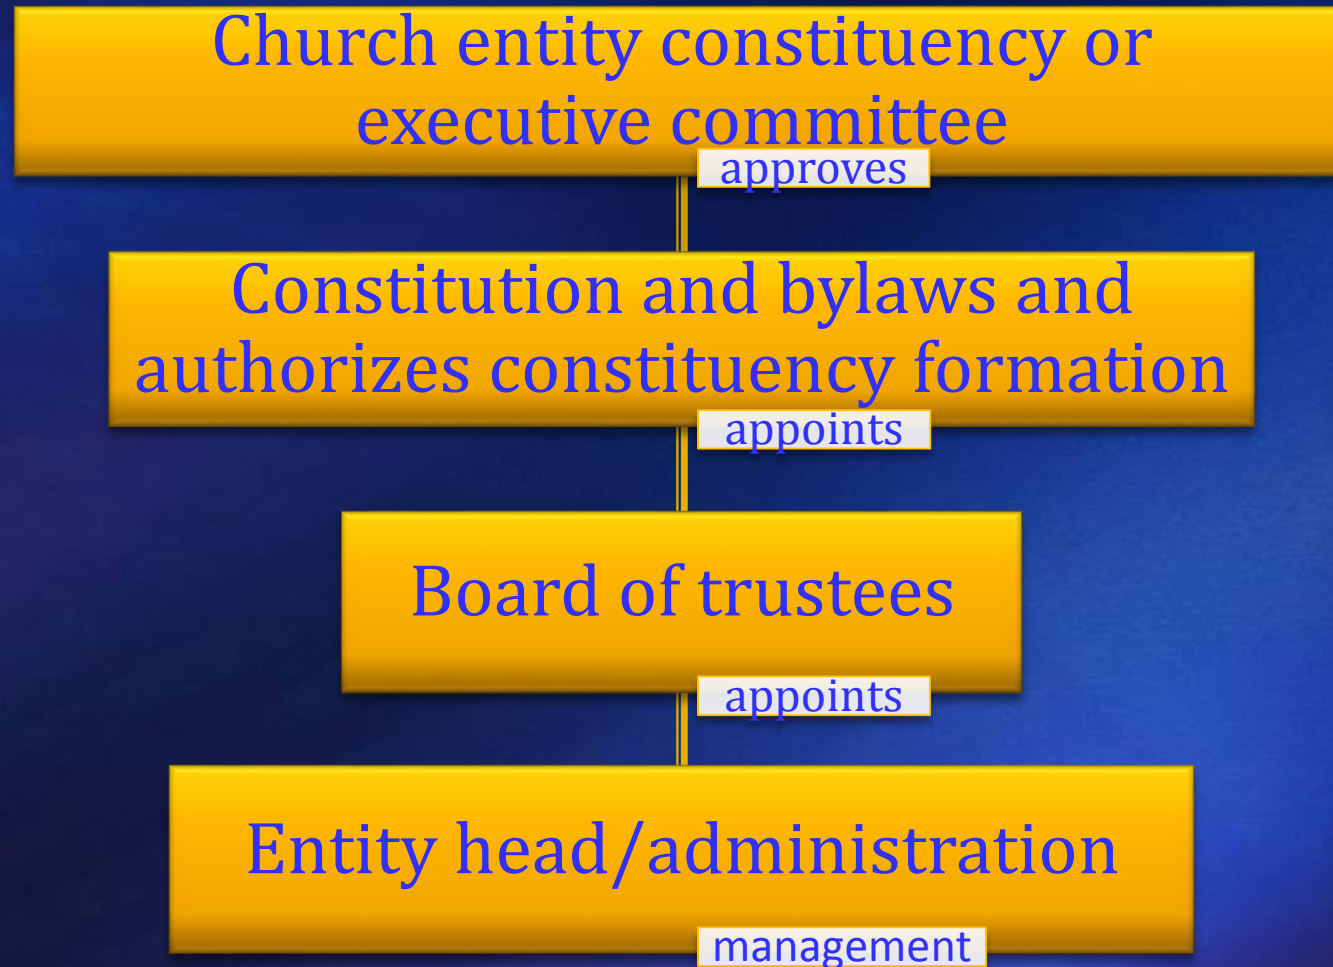 Church entity constituency or
executive committee
approves
Constitution and bylaws and
authorizes constituency formation
appoints
Board of trustees
appoints
Entity head/administration
management